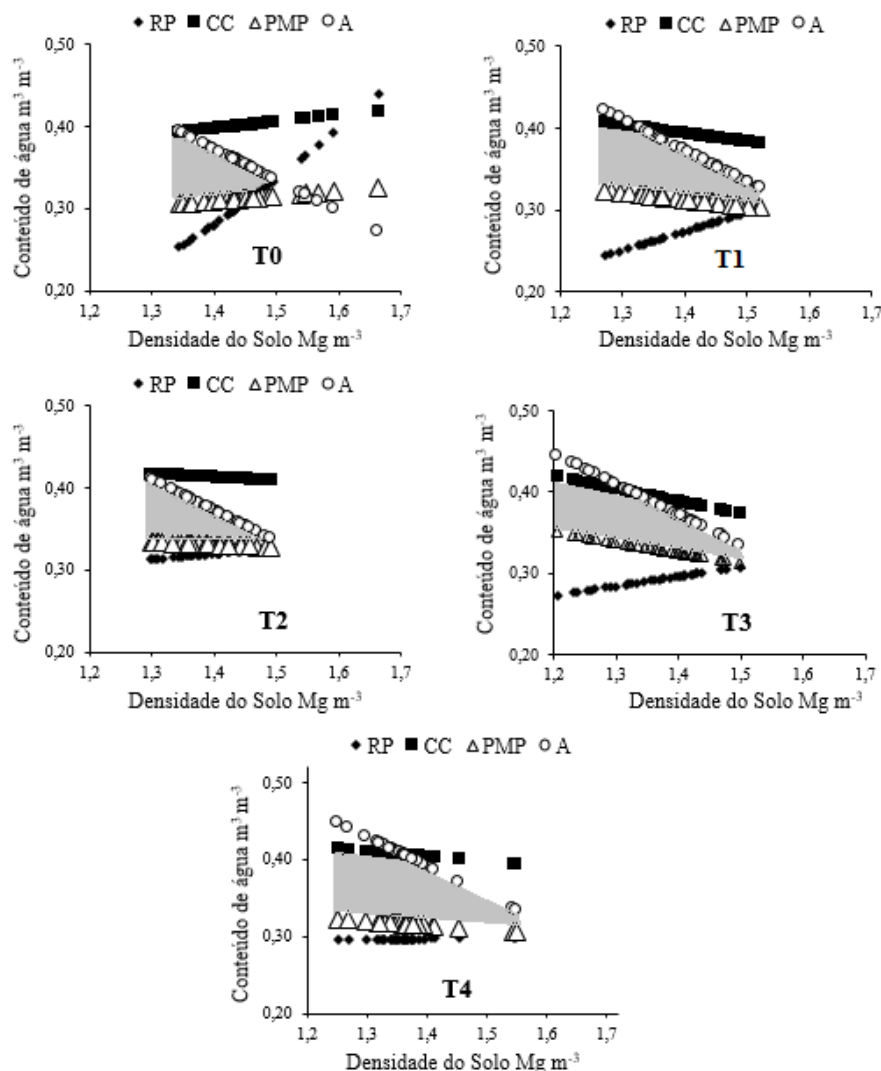 ◆ RP ■ CC △ PMP ○ A
Conteúdo de água m³ m⁻³
0,50
0,40
0,30
0,20
T0
1,2 1,3 1,4 1,5 1,6 1,7
Densidade do Solo Mg m⁻³
◆ RP ■ CC △ PMP ○ A
Conteúdo de água m³ m⁻³
0,50
0,40
0,30
0,20
T1
1,2 1,3 1,4 1,5 1,6 1,7
Densidade do Solo Mg m⁻³
◆ RP ■ CC △ PMP ○ A
Conteúdo de água m³ m⁻³
0,50
0,40
0,30
0,20
T2
1,2 1,3 1,4 1,5 1,6 1,7
Densidade do Solo Mg m⁻³
◆ RP ■ CC △ PMP ○ A
Conteúdo de água m³ m⁻³
0,50
0,40
0,30
0,20
T3
1,2 1,3 1,4 1,5 1,6 1,7
Densidade do Solo Mg m⁻³
◆ RP ■ CC △ PMP ○ A
Conteúdo de água m³ m⁻³
0,50
0,40
0,30
0,20
T4
1,2 1,3 1,4 1,5 1,6 1,7
Densidade do Solo Mg m⁻³